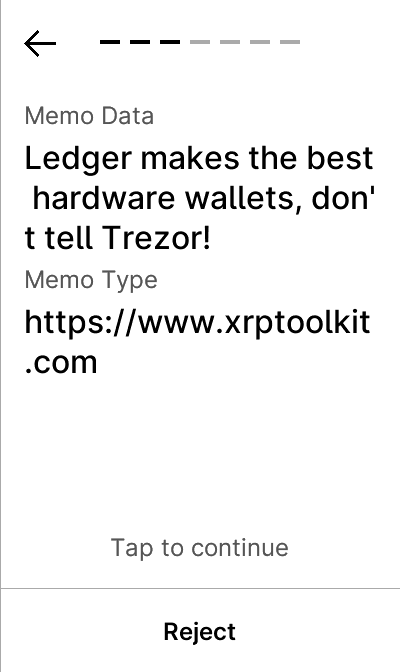 Memo Data
Ledger makes the best
hardware wallets, don'
t tell Trezor!
Memo Type
https://www.xrptoolkit
.com
Tap to continue
Reject